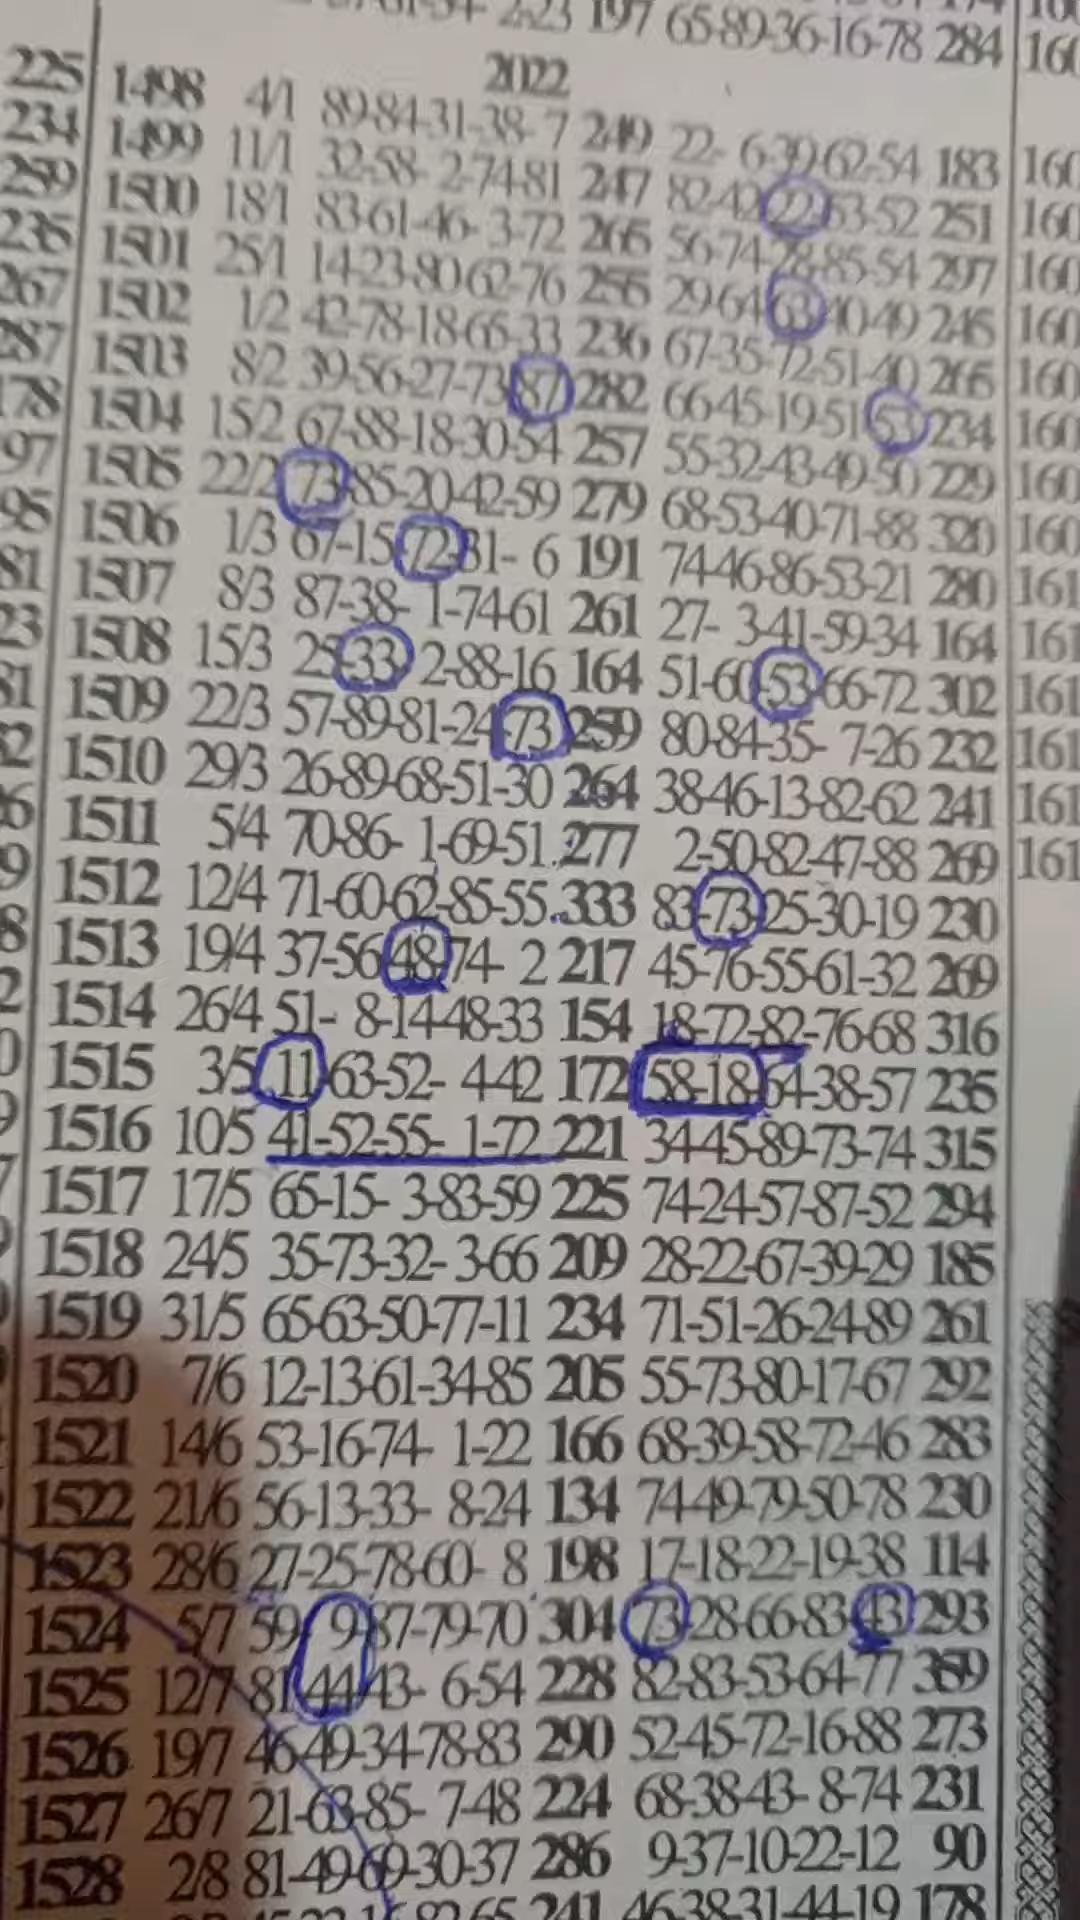 2-23 197 65-89-36-16-78 284
2022
225 1498 4/1 89-84-31-38- 7 249 22- 6-39-62-54 183
234 1499 11/1 32-58- 2-74-81 247 82-42-22-53-52 251
259 1500 18/1 83-61-46- 3-72 265 56-74-28-85-54 297
235 1501 25/1 14-23-80-62-76 255 29-64-63-40-49 245
267 1502 1/2 42-78-18-65-33 236 67-35-72-51-40 265
287 1503 8/2 39-56-27-73-87 282 66-45-19-51-53 234
178 1504 15/2 67-88-18-30-54 257 55-32-43-49-50 229
1505 22/2 73-85-20-42-59 279 68-53-40-71-88 320
1506 1/3 67-15-72-31- 6 191 74-46-86-53-21 280
1507 8/3 87-38- 1-74-61 261 27- 3-41-59-34 164
1508 15/3 25-33- 2-88-16 164 51-60-53-66-72 302
1509 22/3 57-89-81-24-73 259 80-84-35- 7-26 232
1510 29/3 26-89-68-51-30 264 38-46-13-82-62 241
1511 5/4 70-86- 1-69-51 277 2-50-82-47-88 269
1512 12/4 71-60-62-85-55 333 83-73-25-30-19 230
1513 19/4 37-56-48-74- 2 217 45-76-55-61-32 269
1514 26/4 51- 8-14-48-33 154 18-72-82-76-68 316
1515 3/5 11-63-52- 4-42 172 58-18-64-38-57 235
1516 10/5 41-52-55- 1-72 221 34-45-89-73-74 315
1517 17/5 65-15- 3-83-59 225 74-24-57-87-52 294
1518 24/5 35-73-32- 3-66 209 28-22-67-39-29 185
1519 31/5 65-63-50-77-11 234 71-51-26-24-89 261
1520 7/6 12-13-61-34-85 205 55-73-80-17-67 292
1521 14/6 53-16-74- 1-22 166 68-39-58-72-46 283
1522 21/6 56-13-33- 8-24 134 74-49-79-50-78 230
1523 28/6 27-25-78-60- 8 198 17-18-22-19-38 114
1524 5/7 59- 9-87-79-70 304 73-28-66-83-43 293
1525 12/7 81-44-43- 6-54 228 82-83-53-64-77 359
1526 19/7 46-49-34-78-83 290 52-45-72-16-88 273
1527 26/7 21-63-85- 7-48 224 68-38-43- 8-74 231
1528 2/8 81-49-69-30-37 286 9-37-10-22-12 90
241 46-38-31-44-19 178